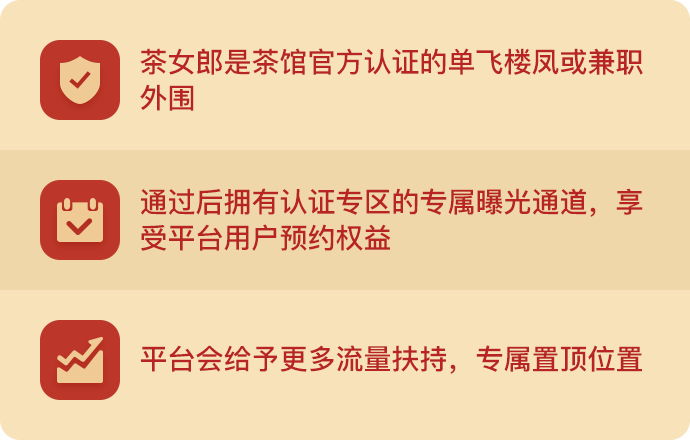 茶女郎是茶馆官方认证的单飞楼凤或兼职
外围
通过后拥有认证专区的专属曝光通道，享
受平台用户预约权益
平台会给予更多流量扶持，专属置顶位置